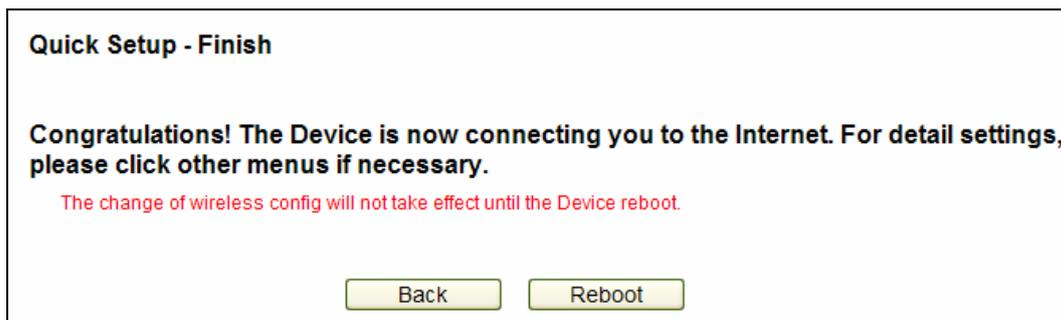 Quick Setup - Finish
Congratulations! The Device is now connecting you to the Internet. For detail settings,
please click other menus if necessary.
The change of wireless config will not take effect until the Device reboot.
Back Reboot